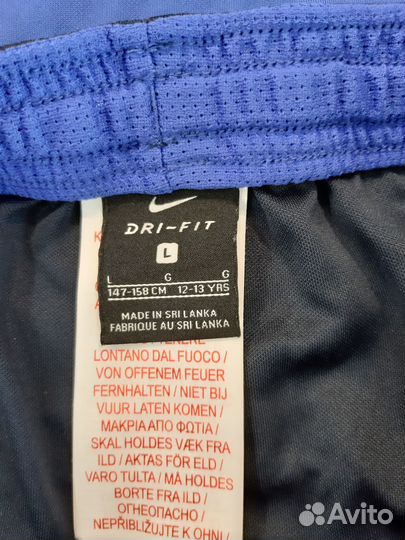 DRI-FIT
L
L G G
147-158 CM 12-13 YRS
MADE IN SRI LANKA
FABRIQUE AU SRI LANKA
LONTANO DAL FUOCO /
VON OFFENEM FEUER
FERNHALTEN / NIET BIJ
VUUR LATEN KOMEN /
ΜΑΚΡΙΑ ΑΠΟ ΦΩΤΙΑ /
SKAL HOLDES VÆK FRA
ILD / AKTAS FÖR ELD /
VARO TULTA / MÅ HOLDES
BORTE FRA ILD /
ОГНЕОПАСНО /
NEPŘIBLIŽUJTE K OHNI /
Avito